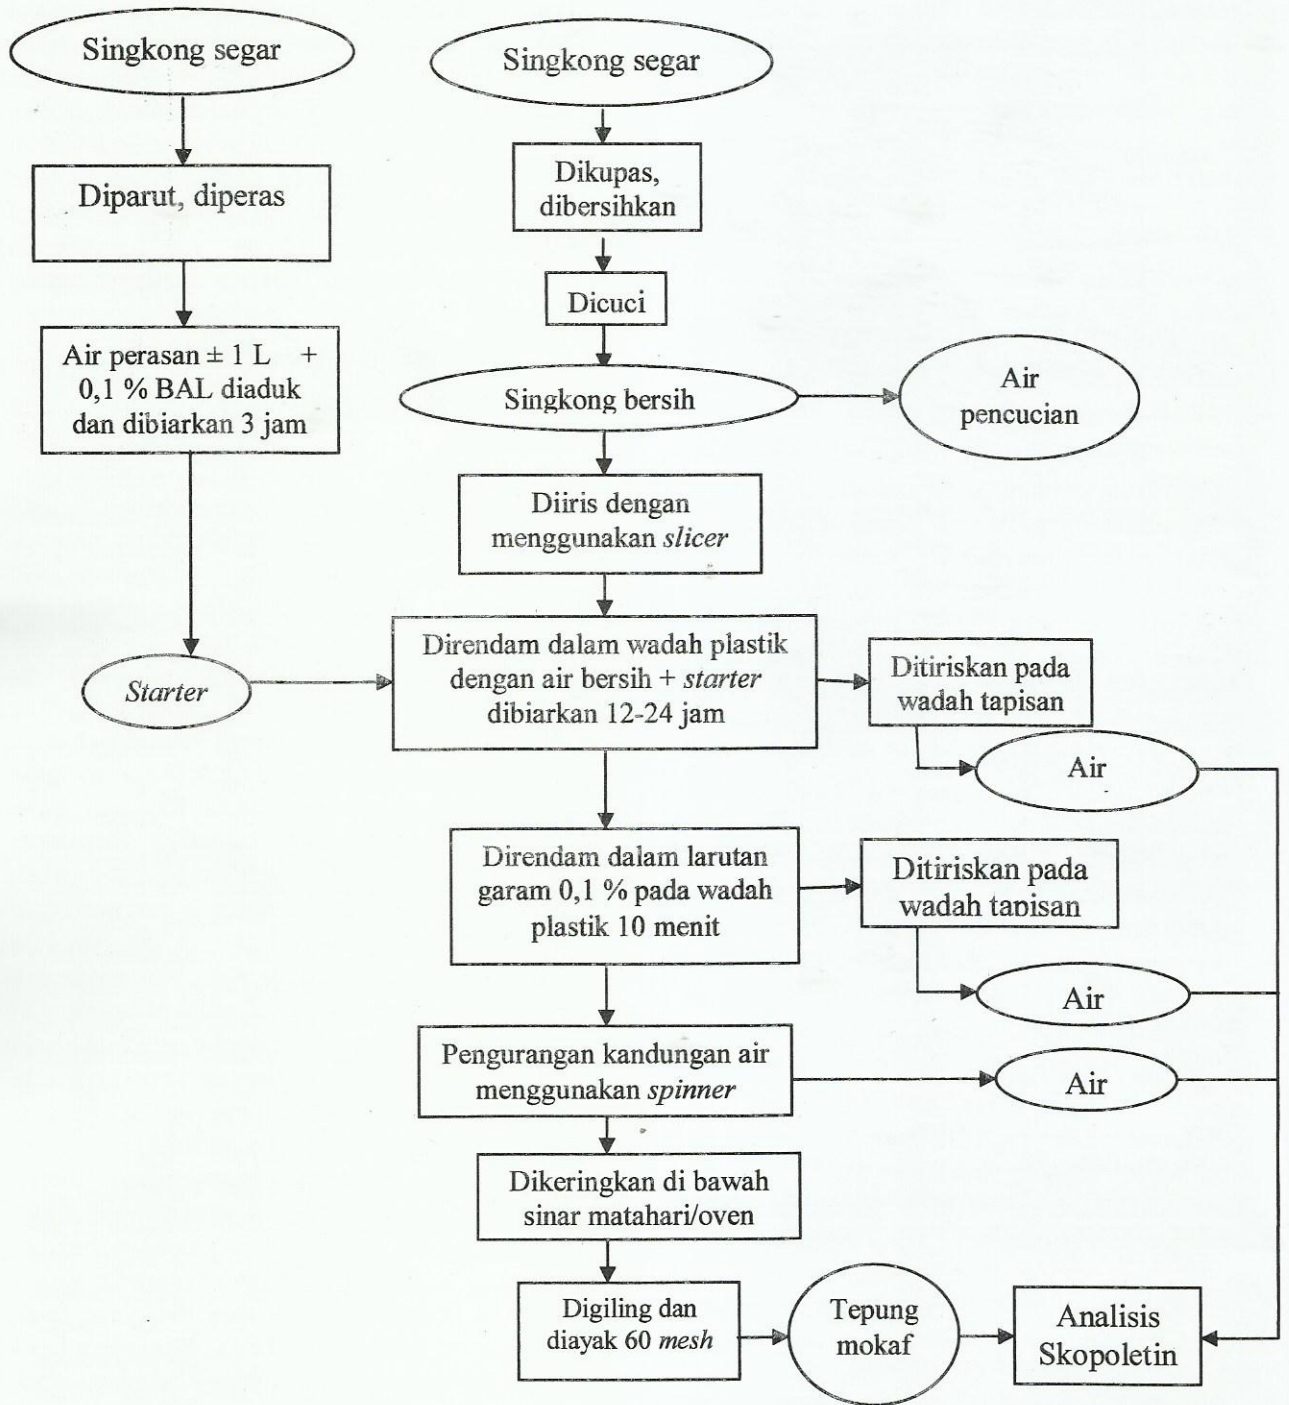 Singkong segar
Diparut, diperas
Air perasan ± 1 L +
0,1 % BAL diaduk
dan dibiarkan 3 jam
Starter
Singkong segar
Dikupas,
dibersihkan
Dicuci
Singkong bersih
Air
pencucian
Diiris dengan
menggunakan slicer
Direndam dalam wadah plastik
dengan air bersih + starter
dibiarkan 12-24 jam
Ditiriskan pada
wadah tapisan
Air
Direndam dalam larutan
garam 0,1 % pada wadah
plastik 10 menit
Ditiriskan pada
wadah tapisan
Air
Pengurangan kandungan air
menggunakan spinner
Air
Dikeringkan di bawah
sinar matahari/oven
Digiling dan
diayak 60 mesh
Tepung
mokaf
Analisis
Skopoletin